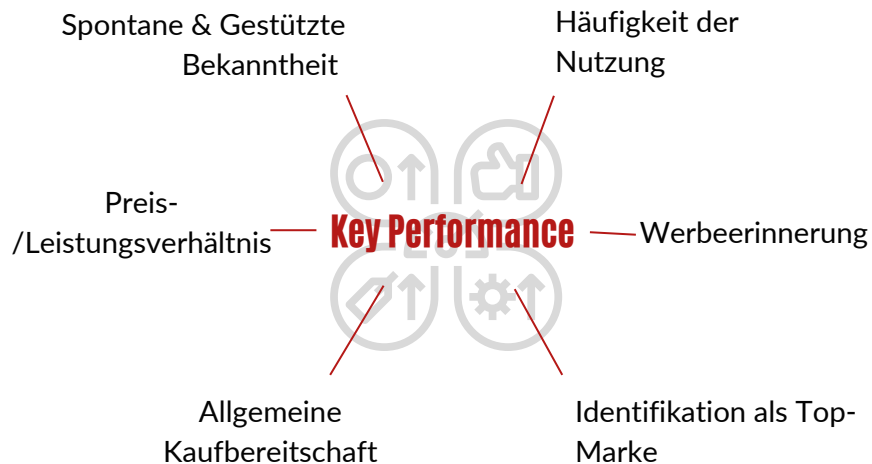 Spontane & Gestützte
Bekanntheit
Häufigkeit der
Nutzung
Preis-
/Leistungsverhältnis
Key Performance
Werbeerinnerung
Allgemeine
Kaufbereitschaft
Identifikation als Top-
Marke